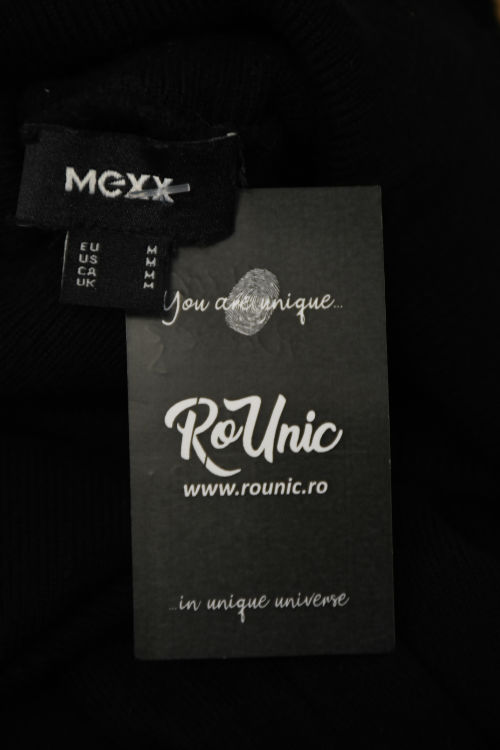 MEXX
EU M
US M
CA M
UK M
You are unique...
RoUnic
www.rounic.ro
...in unique universe